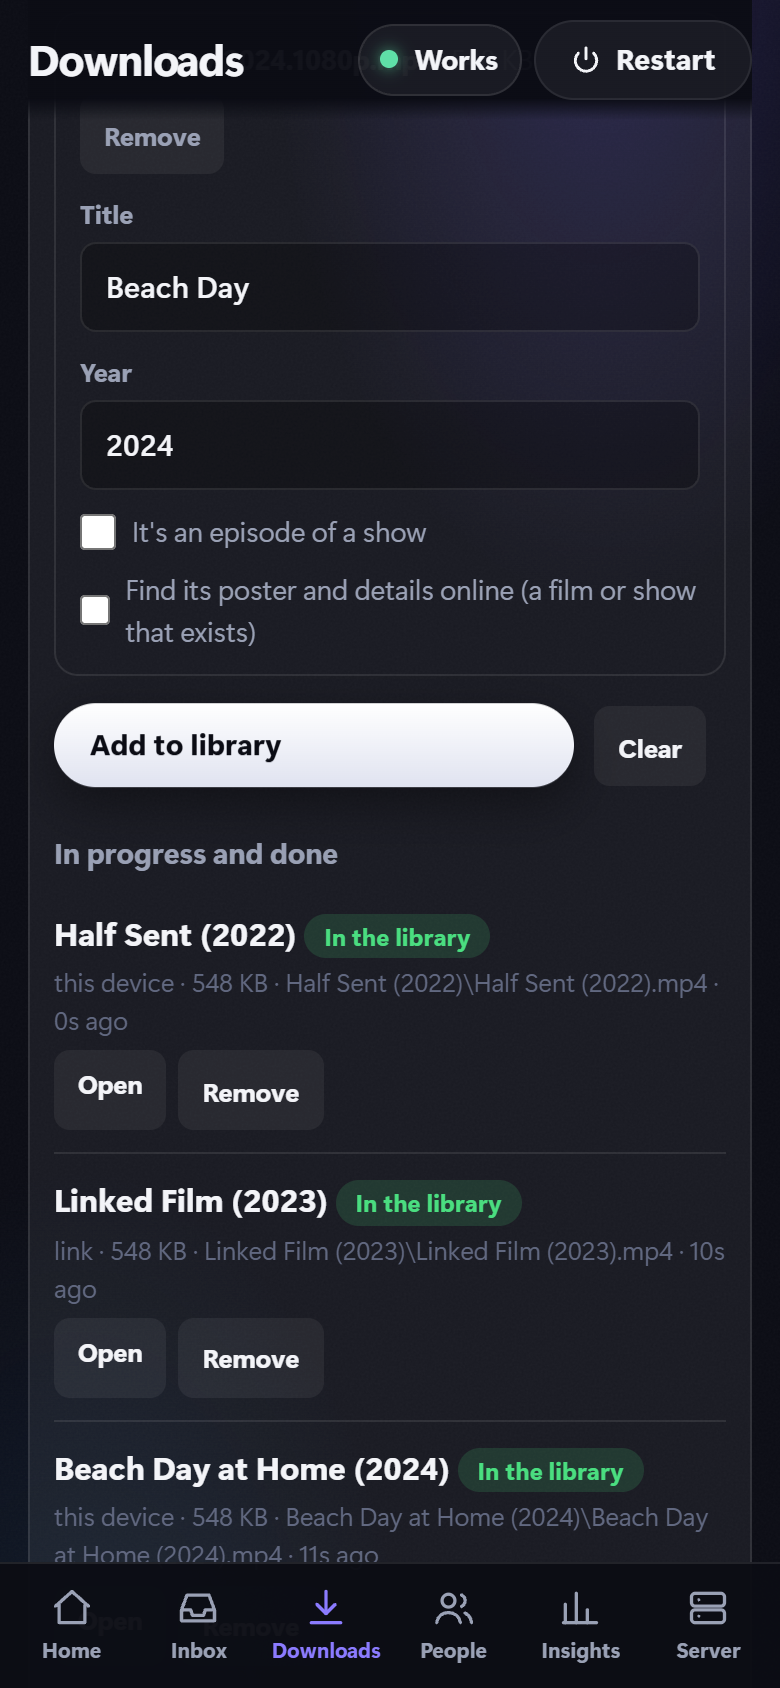 Downloads
Works
Restart
Remove
Title
Beach Day
Year
2024
It's an episode of a show
Find its poster and details online (a film or show
that exists)
Add to library
Clear
In progress and done
Half Sent (2022)
In the library
this device · 548 KB · Half Sent (2022)\Half Sent (2022).mp4 ·
0s ago
Open
Remove
Linked Film (2023)
In the library
link · 548 KB · Linked Film (2023)\Linked Film (2023).mp4 · 10s
ago
Open
Remove
Beach Day at Home (2024)
In the library
this device · 548 KB · Beach Day at Home (2024)\Beach Day
at Home (2024).mp4 · 11s ago
Open
Remove
Home
Inbox
Downloads
People
Insights
Server